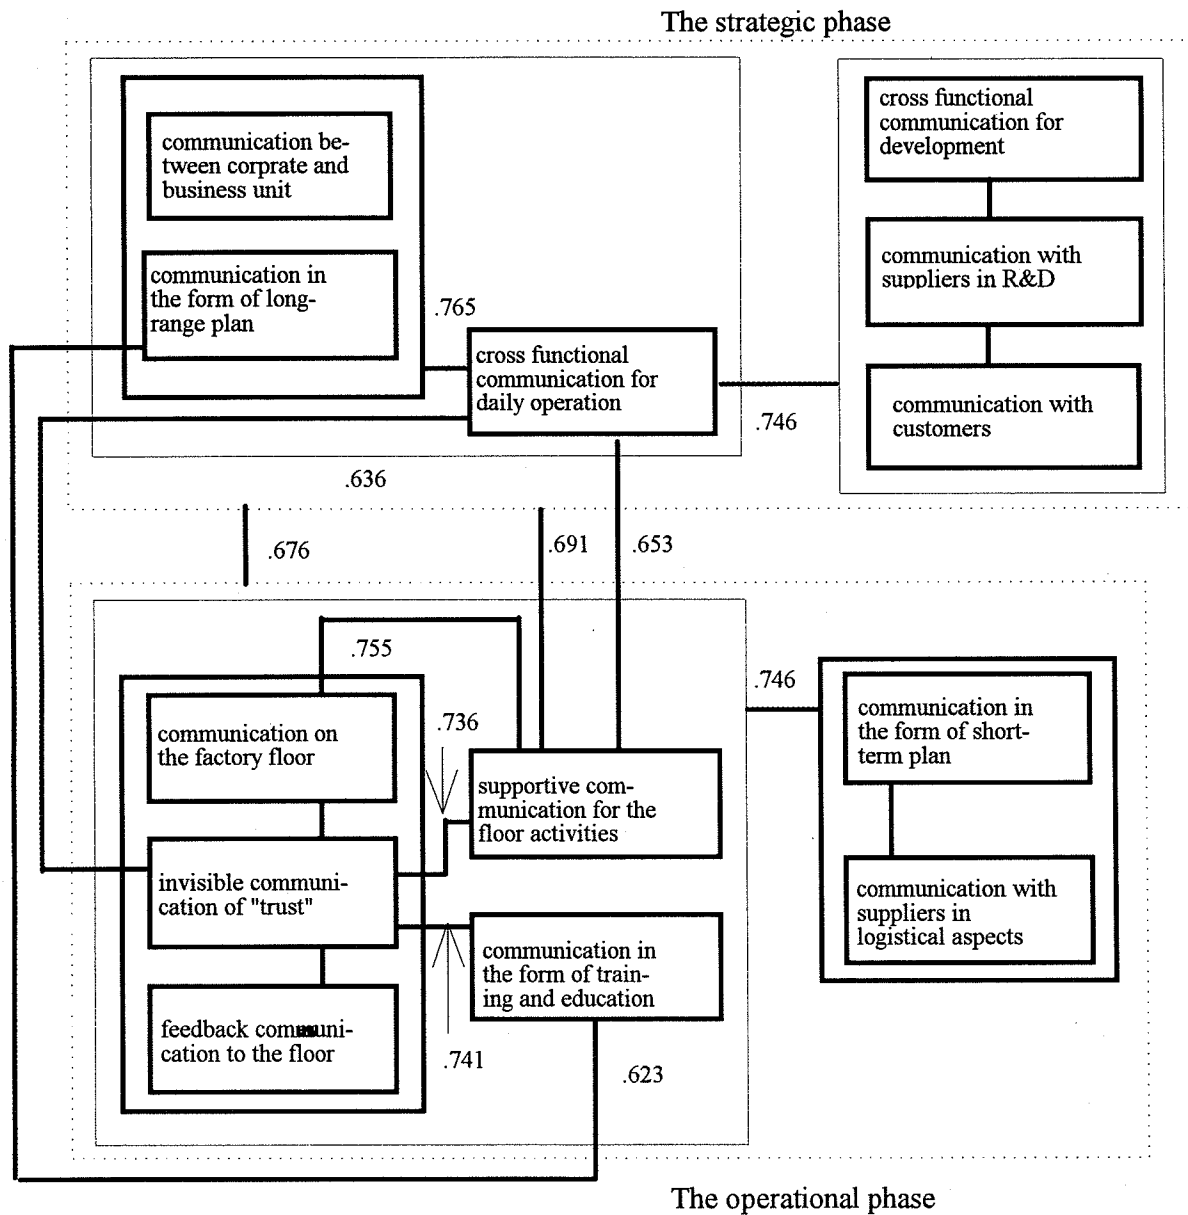 The strategic phase
communication be-
tween corprate and
business unit
communication in
the form of long-
range plan
.765
cross functional
communication for
daily operation
.746
cross functional
communication for
development
communication with
suppliers in R&D
communication with
customers
.636
.676
.691
.653
.755
communication on
the factory floor
.736
supportive com-
munication for the
floor activities
invisible communi-
cation of "trust"
communication in
the form of train-
ing and education
feedback communi-
cation to the floor
.741
.623
.746
communication in
the form of short-
term plan
communication with
suppliers in
logistical aspects
The operational phase